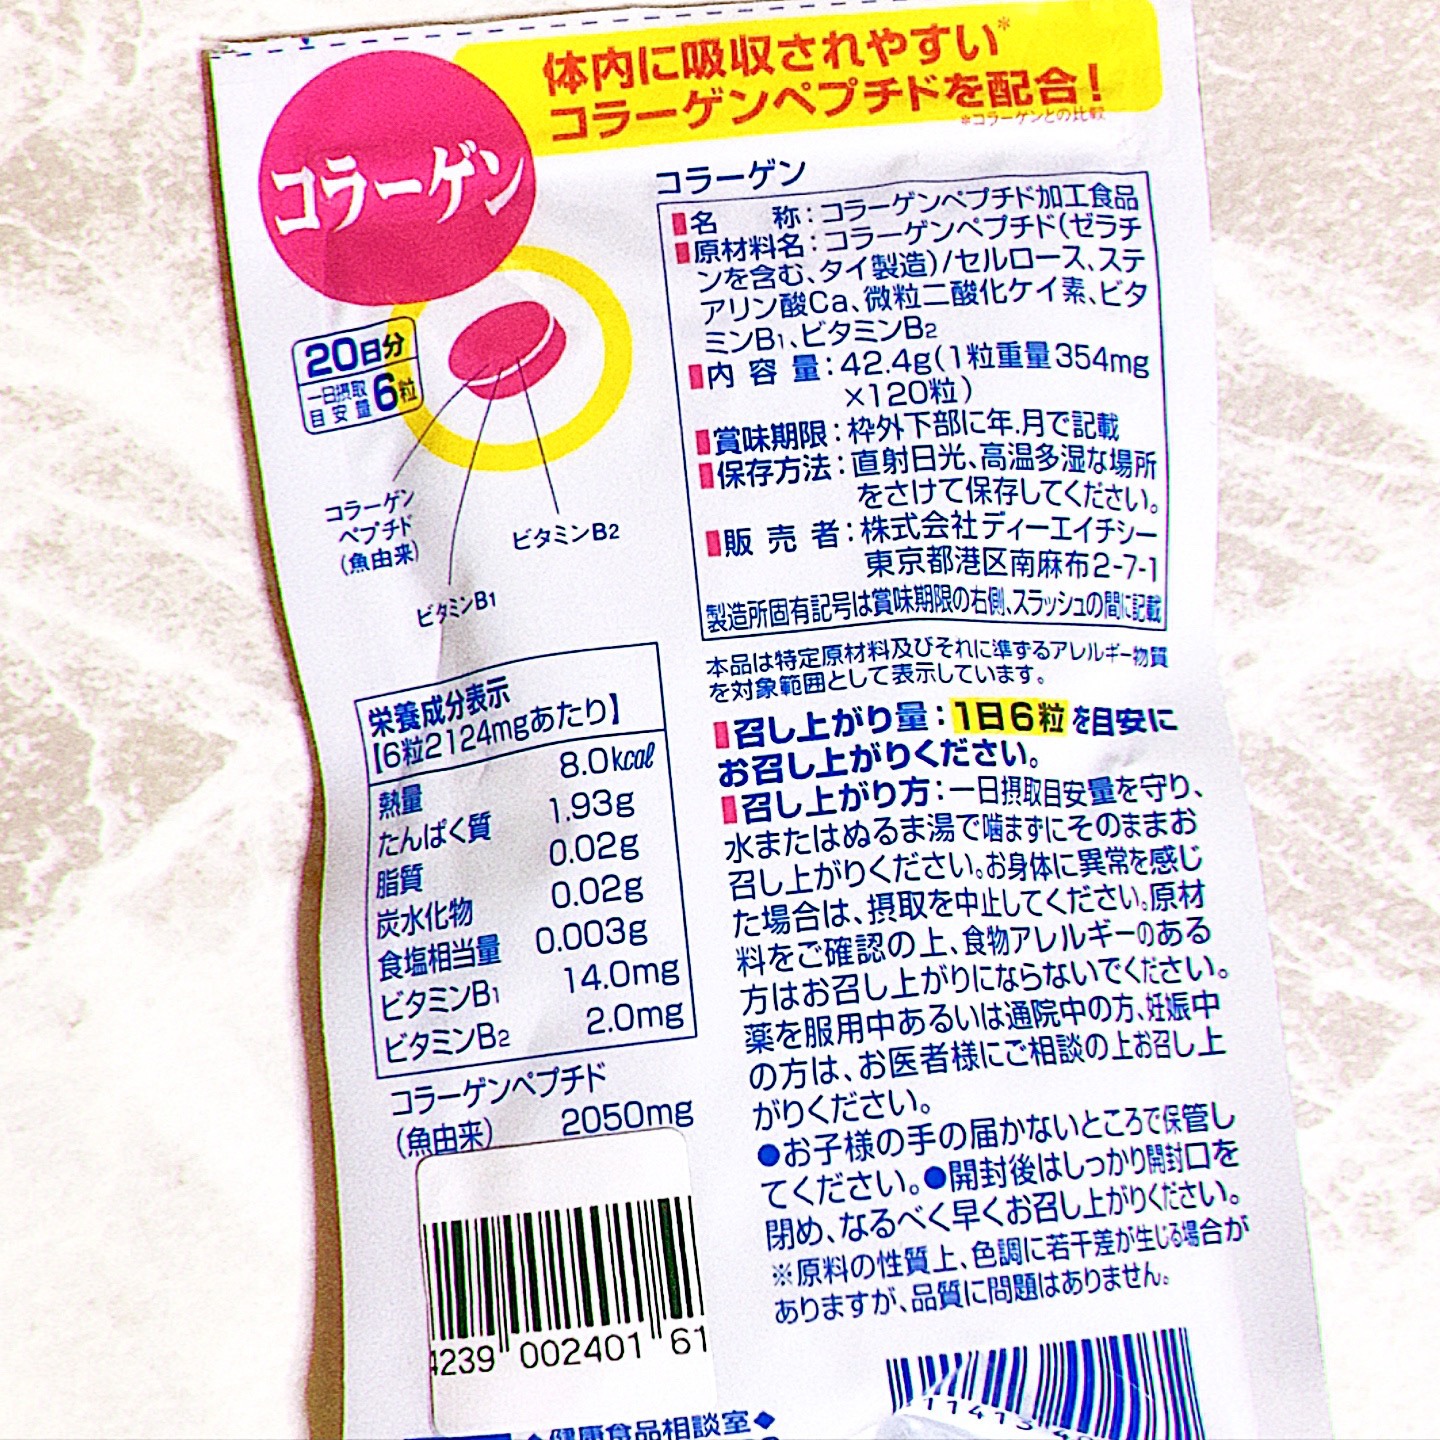 体内に吸収されやすい*
コラーゲンペプチドを配合!
*コラーゲンとの比較
コラーゲン
20日分
一日摂取
目安量6粒
コラーゲン
ペプチド
(魚由来)
ビタミンB1
ビタミンB2
コラーゲン
名 称:コラーゲンペプチド加工食品
原材料名:コラーゲンペプチド(ゼラチ
ンを含む、タイ製造)/セルロース、ステ
アリン酸Ca、微粒二酸化ケイ素、ビタ
ミンB1、ビタミンB2
内 容 量:42.4g(1粒重量354mg
×120粒)
賞味期限:枠外下部に年.月で記載
保存方法:直射日光、高温多湿な場所
をさけて保存してください。
販 売 者:株式会社ディーエイチシー
東京都港区南麻布2-7-1
製造所固有記号は賞味期限の右側、スラッシュの間に記載
本品は特定原材料及びそれに準ずるアレルギー物質
を対象範囲として表示しています。
栄養成分表示
【6粒2124mgあたり】
熱量 8.0kcal
たんぱく質 1.93g
脂質 0.02g
炭水化物 0.02g
食塩相当量 0.003g
ビタミンB1 14.0mg
ビタミンB2 2.0mg
コラーゲンペプチド
(魚由来) 2050mg
召し上がり量:1日6粒を目安に
お召し上がりください。
召し上がり方:一日摂取目安量を守り、
水またはぬるま湯で噛まずにそのままお
召し上がりください。お身体に異常を感じ
た場合は、摂取を中止してください。原材
料をご確認の上、食物アレルギーのある
方はお召し上がりにならないでください。
薬を服用中あるいは通院中の方、妊娠中
の方は、お医者様にご相談の上お召し上
がりください。
●お子様の手の届かないところで保管し
てください。●開封後はしっかり開封口を
閉め、なるべく早くお召し上がりください。
※原料の性質上、色調に若干差が生じる場合が
ありますが、品質に問題はありません。
4239 002401 61
◆健康食品相談室◆